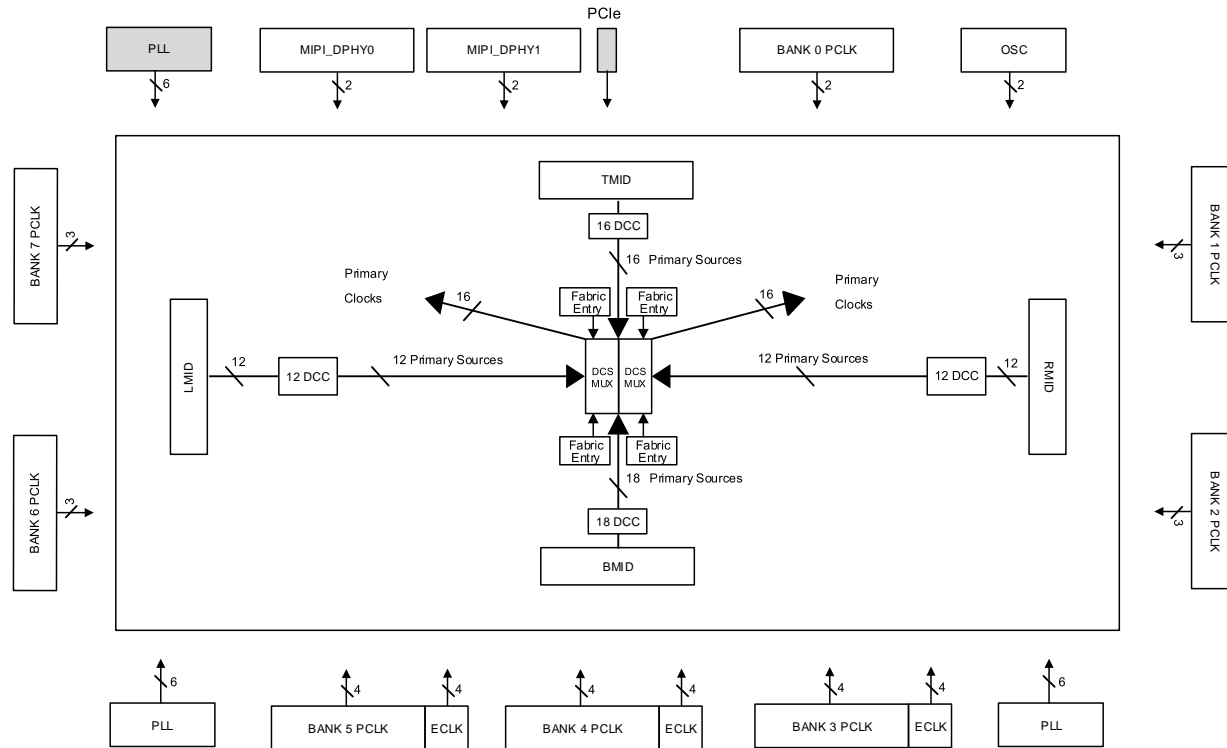 PCIe
PLL
MIPI_DPHY0
MIPI_DPHY1
BANK 0 PCLK
OSC
6
2
2
2
2
TMID
BANK 7 PCLK
3
BANK 1 PCLK
3
16 DCC
16 Primary Sources
Primary
Clocks
16
Fabric
Entry
Fabric
Entry
16
Primary
Clocks
LMID
12
12 DCC
12 Primary Sources
DCS
MUX
DCS
MUX
12 Primary Sources
12 DCC
12
RMID
Fabric
Entry
Fabric
Entry
18 Primary Sources
BANK 6 PCLK
3
BANK 2 PCLK
3
18 DCC
BMID
6
4
4
4
4
4
4
6
PLL
BANK 5 PCLK
ECLK
BANK 4 PCLK
ECLK
BANK 3 PCLK
ECLK
PLL